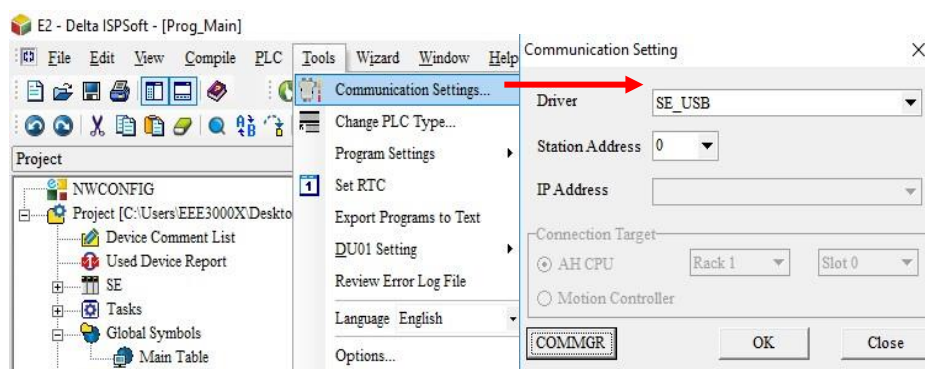 E2 - Delta ISPSoft - [Prog_Main]
File Edit View Compile PLC Tools Wizard Window Help
Project
NWCONFIG
Project [C:\Users\EEE3000X\Deskto
Device Comment List
Used Device Report
SE
Tasks
Global Symbols
Main Table
Communication Settings...
Change PLC Type...
Program Settings
1 Set RTC
Export Programs to Text
DU01 Setting
Review Error Log File
Language English
Options...
Communication Setting
Driver SE_USB
Station Address 0
IP Address
Connection Target
AH CPU Rack 1 Slot 0
Motion Controller
COMMGR OK Close